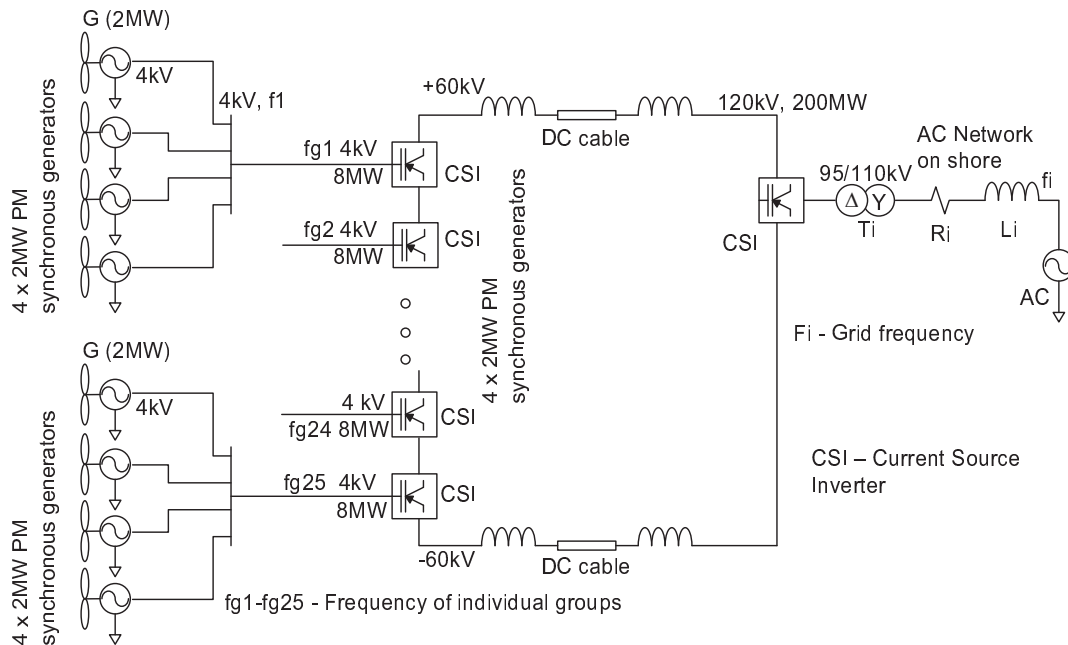 G (2MW)
4kV
4kV, f1
4 x 2MW PM
synchronous generators
fg1 4kV
8MW
CSI
fg2 4kV
8MW
CSI
+60kV
DC cable
120kV, 200MW
AC Network
on shore
95/110kV
fi
CSI
Δ
Y
Ti
Ri
Li
AC
4 x 2MW PM
synchronous generators
Fi - Grid frequency
G (2MW)
4kV
4 x 2MW PM
synchronous generators
4 kV
fg24 8MW
CSI
fg25 4kV
8MW
CSI
CSI – Current Source
Inverter
-60kV
DC cable
fg1-fg25 - Frequency of individual groups